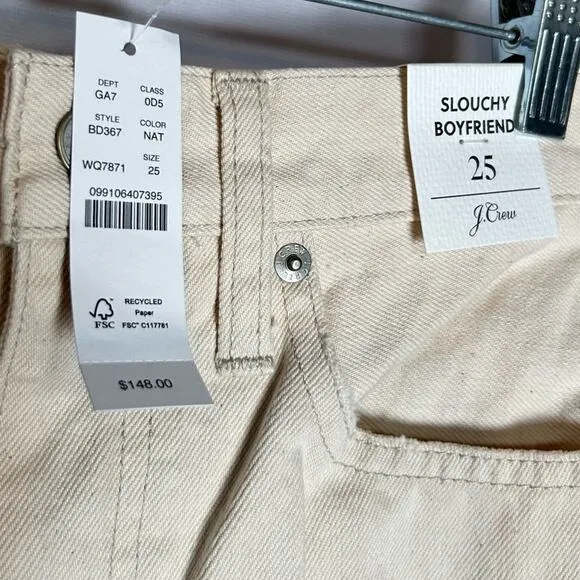 DEPT CLASS
GA7 0D5
STYLE COLOR
BD367 NAT
SIZE
WQ7871 25
099106407395
FSC
RECYCLED
Paper
FSC® C117781
$148.00
SLOUCHY
BOYFRIEND
25
J.Crew